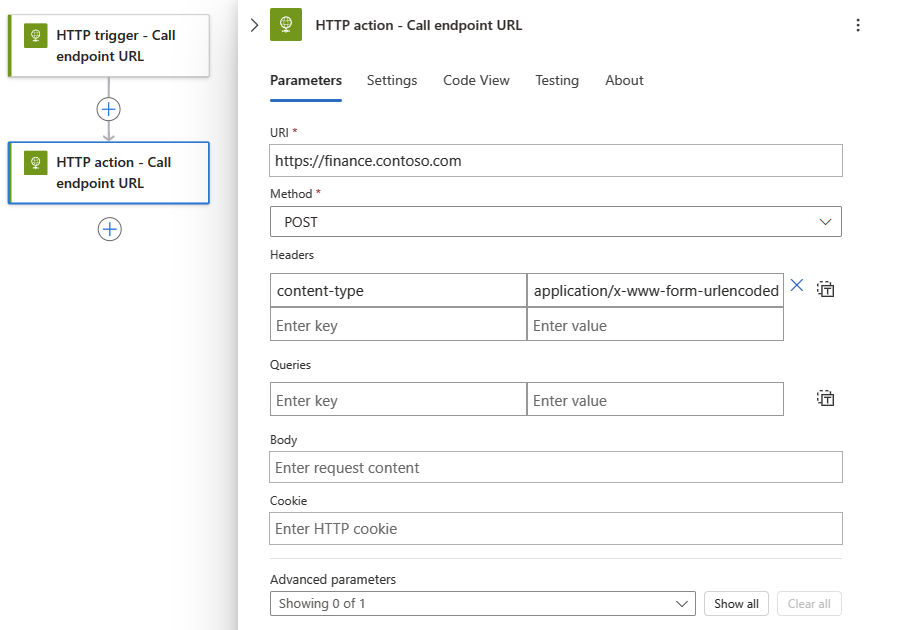 HTTP trigger - Call
endpoint URL
HTTP action - Call
endpoint URL
HTTP action - Call endpoint URL
Parameters Settings Code View Testing About
URI *
https://finance.contoso.com
Method *
POST
Headers
content-type application/x-www-form-urlencoded
Enter key Enter value
Queries
Enter key Enter value
Body
Enter request content
Cookie
Enter HTTP cookie
Advanced parameters
Showing 0 of 1 Show all Clear all